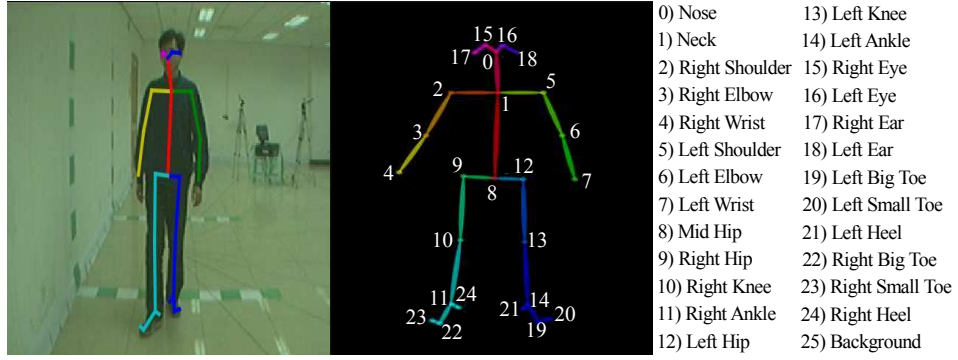 15 16
17 18
0
2 1 5
3 6
4 7
9 12
8
10 13
11 24 21 14
23 22 19 20
0) Nose
1) Neck
2) Right Shoulder
3) Right Elbow
4) Right Wrist
5) Left Shoulder
6) Left Elbow
7) Left Wrist
8) Mid Hip
9) Right Hip
10) Right Knee
11) Right Ankle
12) Left Hip
13) Left Knee
14) Left Ankle
15) Right Eye
16) Left Eye
17) Right Ear
18) Left Ear
19) Left Big Toe
20) Left Small Toe
21) Left Heel
22) Right Big Toe
23) Right Small Toe
24) Right Heel
25) Background